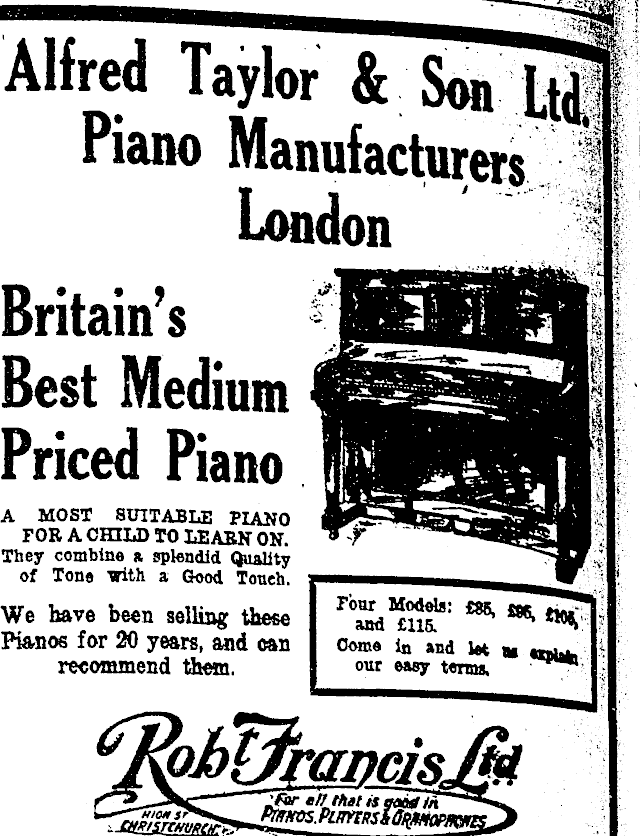 Alfred Taylor & Son Ltd.
Piano Manufacturers
London
Britain's
Best Medium
Priced Piano
A MOST SUITABLE PIANO
FOR A CHILD TO LEARN ON.
They combine a splendid Quality
of Tone with a Good Touch.
We have been selling these
Pianos for 20 years, and can
recommend them.
Four Models: £85, £95, £105,
and £115.
Come in and let us explain
our easy terms.
Robt Francis Ltd
"For all that is good in
PIANOS, PLAYERS & GRAMOPHONES
HIGH ST
CHRISTCHURCH